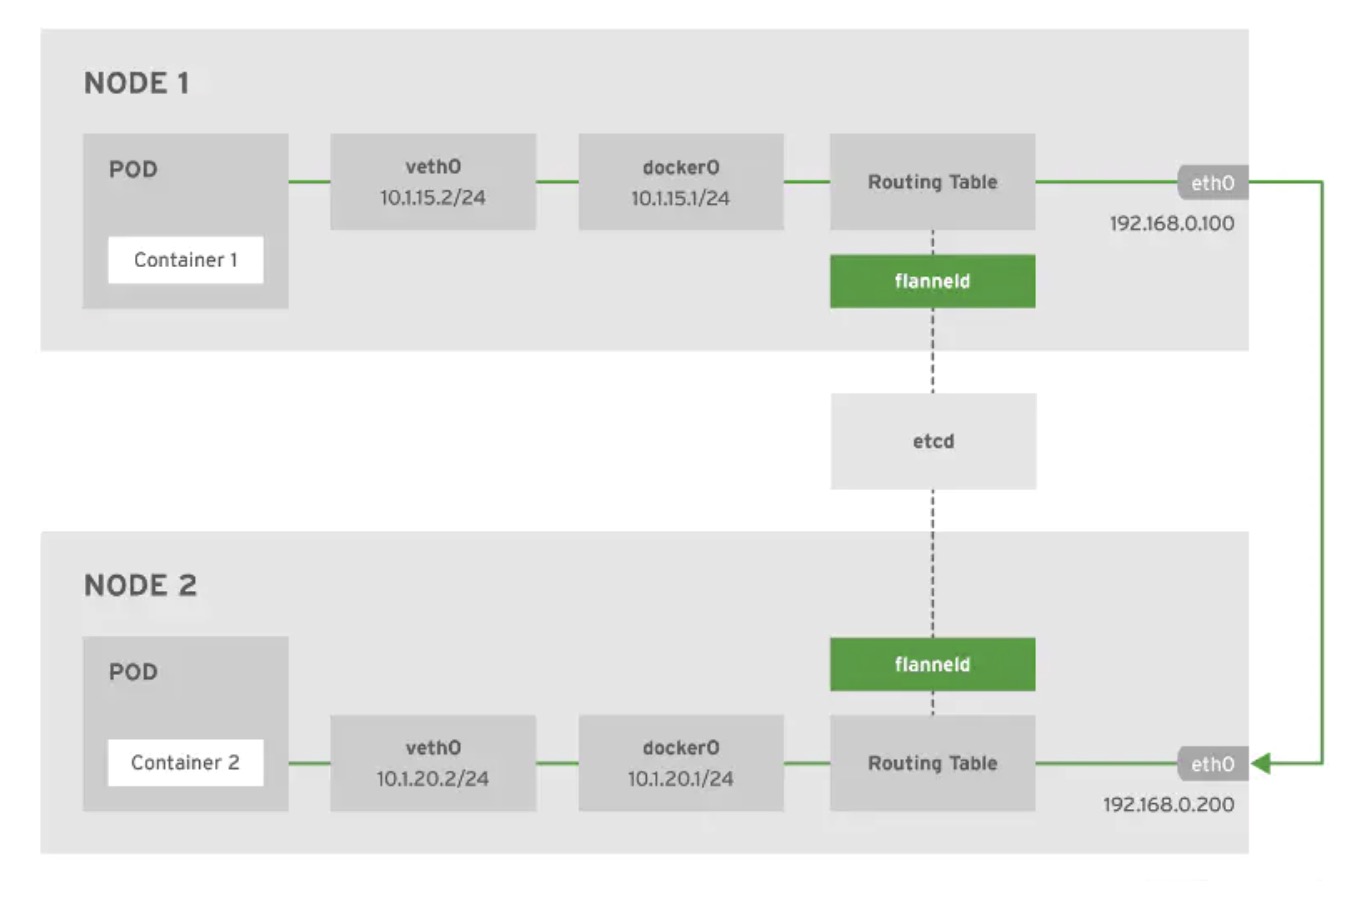 NODE 1
POD
Container 1
veth0
10.1.15.2/24
docker0
10.1.15.1/24
Routing Table
flanneld
eth0
192.168.0.100
etcd
NODE 2
POD
Container 2
veth0
10.1.20.2/24
docker0
10.1.20.1/24
flanneld
Routing Table
eth0
192.168.0.200